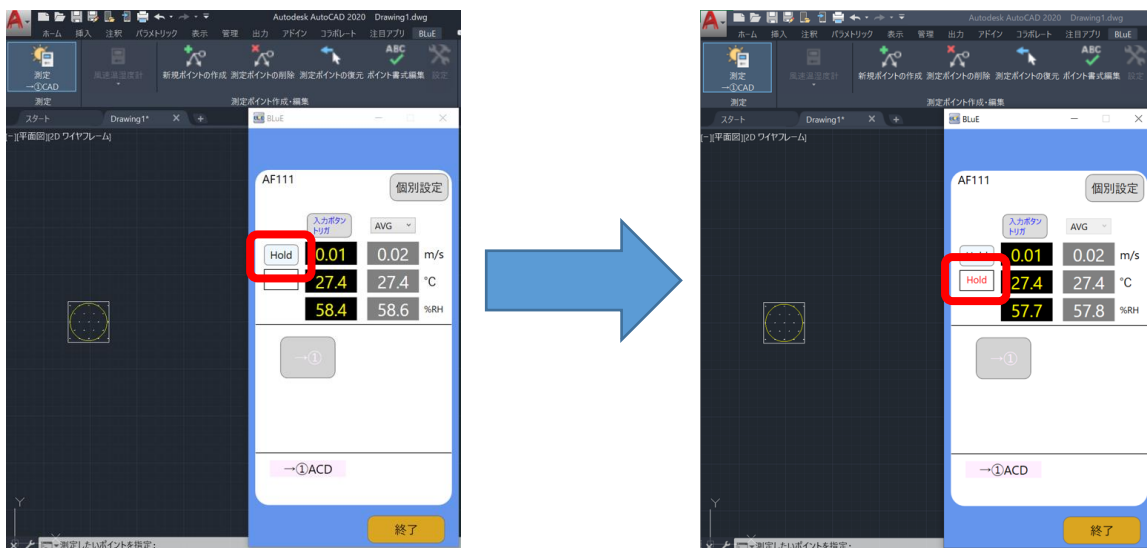 Autodesk AutoCAD 2020 Drawing1.dwg
ホーム 挿入 注釈 パラメトリック 表示 管理 出力 アドイン コラボレート 注目アプリ BLuE
測定
→①CAD
風速温湿度計
新規ポイントの作成 測定ポイントの削除 測定ポイントの復元 ポイント書式編集 設定
測定
測定ポイント作成・編集
スタート
Drawing1*
BLuE
[−][平面図][2D ワイヤフレーム]
AF111
個別設定
入力ボタン
トリガ
AVG
Hold 0.01 0.02 m/s
27.4 27.4 °C
58.4 58.6 %RH
→①
→①ACD
Y
終了
測定したいポイントを指定:
Autodesk AutoCAD 2020 Drawing1.dwg
ホーム 挿入 注釈 パラメトリック 表示 管理 出力 アドイン コラボレート 注目アプリ BLuE
測定
→①CAD
風速温湿度計
新規ポイントの作成 測定ポイントの削除 測定ポイントの復元 ポイント書式編集 設定
測定
測定ポイント作成・編集
スタート
Drawing1*
BLuE
[−][平面図][2D ワイヤフレーム]
AF111
個別設定
入力ボタン
トリガ
AVG
Hold 0.01 0.02 m/s
Hold 27.4 27.4 °C
57.7 57.8 %RH
→①
→①ACD
Y
終了
測定したいポイントを指定: